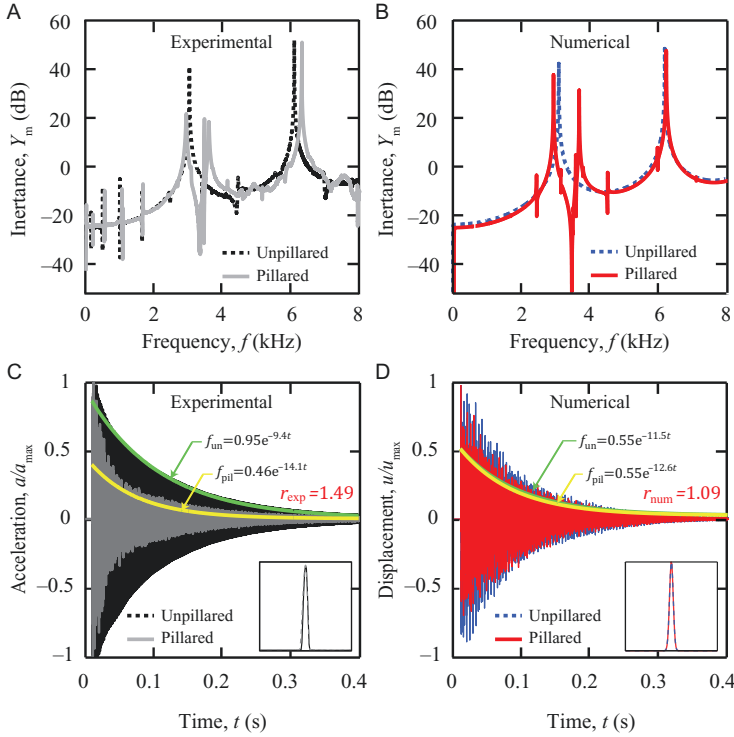 A
Experimental
Inertance, Yₘ (dB)
60
40
20
0
−20
−40
Unpillared
Pillared
0 2 4 6 8
Frequency, f (kHz)
B
Numerical
Inertance, Yₘ (dB)
60
40
20
0
−20
−40
Unpillared
Pillared
0 2 4 6 8
Frequency, f (kHz)
C
Experimental
Acceleration, a/a_max
1
0.5
0
−0.5
−1
f_un=0.95e^−9.4t
f_pil=0.46e^−14.1t
r_exp=1.49
Unpillared
Pillared
0 0.1 0.2 0.3 0.4
Time, t (s)
D
Numerical
Displacement, u/u_max
1
0.5
0
−0.5
−1
f_un=0.55e^−11.5t
f_pil=0.55e^−12.6t
r_num=1.09
Unpillared
Pillared
0 0.1 0.2 0.3 0.4
Time, t (s)